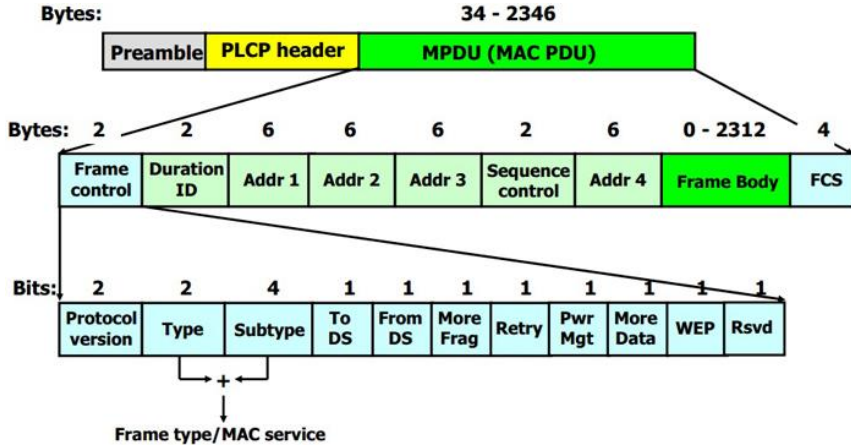 Bytes: 34 - 2346
Preamble PLCP header MPDU (MAC PDU)
Bytes: 2 2 6 6 6 2 6 0 - 2312 4
Frame control Duration ID Addr 1 Addr 2 Addr 3 Sequence control Addr 4 Frame Body FCS
Bits: 2 2 4 1 1 1 1 1 1 1 1
Protocol version Type Subtype To DS From DS More Frag Retry Pwr Mgt More Data WEP Rsvd
+
Frame type/MAC service